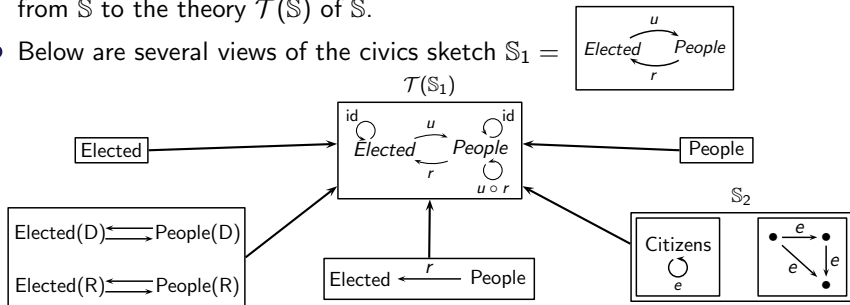 from 𝕊 to the theory 𝒯(𝕊) of 𝕊.
Below are several views of the civics sketch 𝕊₁ =
u
Elected People
r
𝒯(𝕊₁)
id u id
Elected People
r
u ∘ r
Elected
People
𝕊₂
Elected(D) People(D)
Elected(R) People(R)
r
Elected People
Citizens
e
e
e e